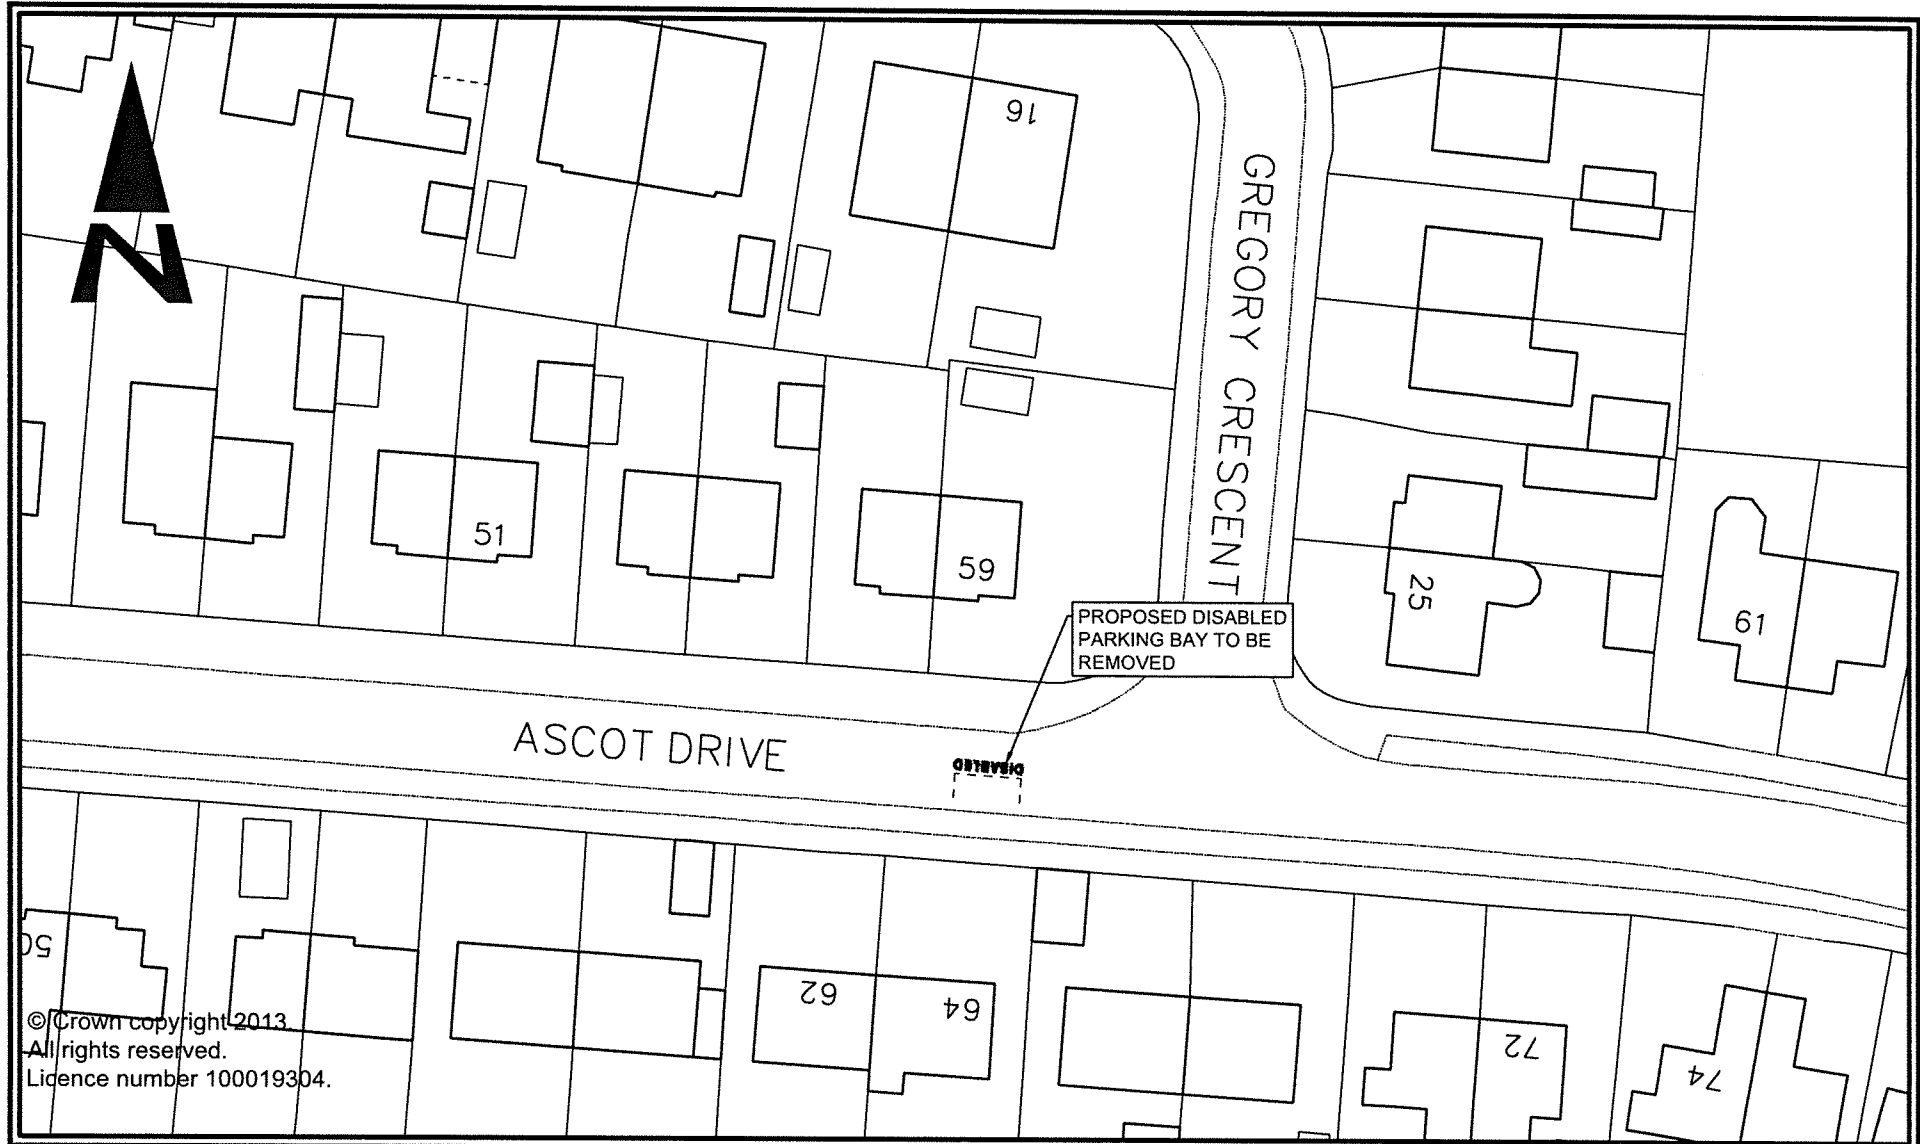 N
16
GREGORY CRESCENT
51
59
25
61
PROPOSED DISABLED
PARKING BAY TO BE
REMOVED
ASCOT DRIVE
DISABLED
50
62
64
72
74
© Crown copyright 2013.
All rights reserved.
Licence number 100019304.